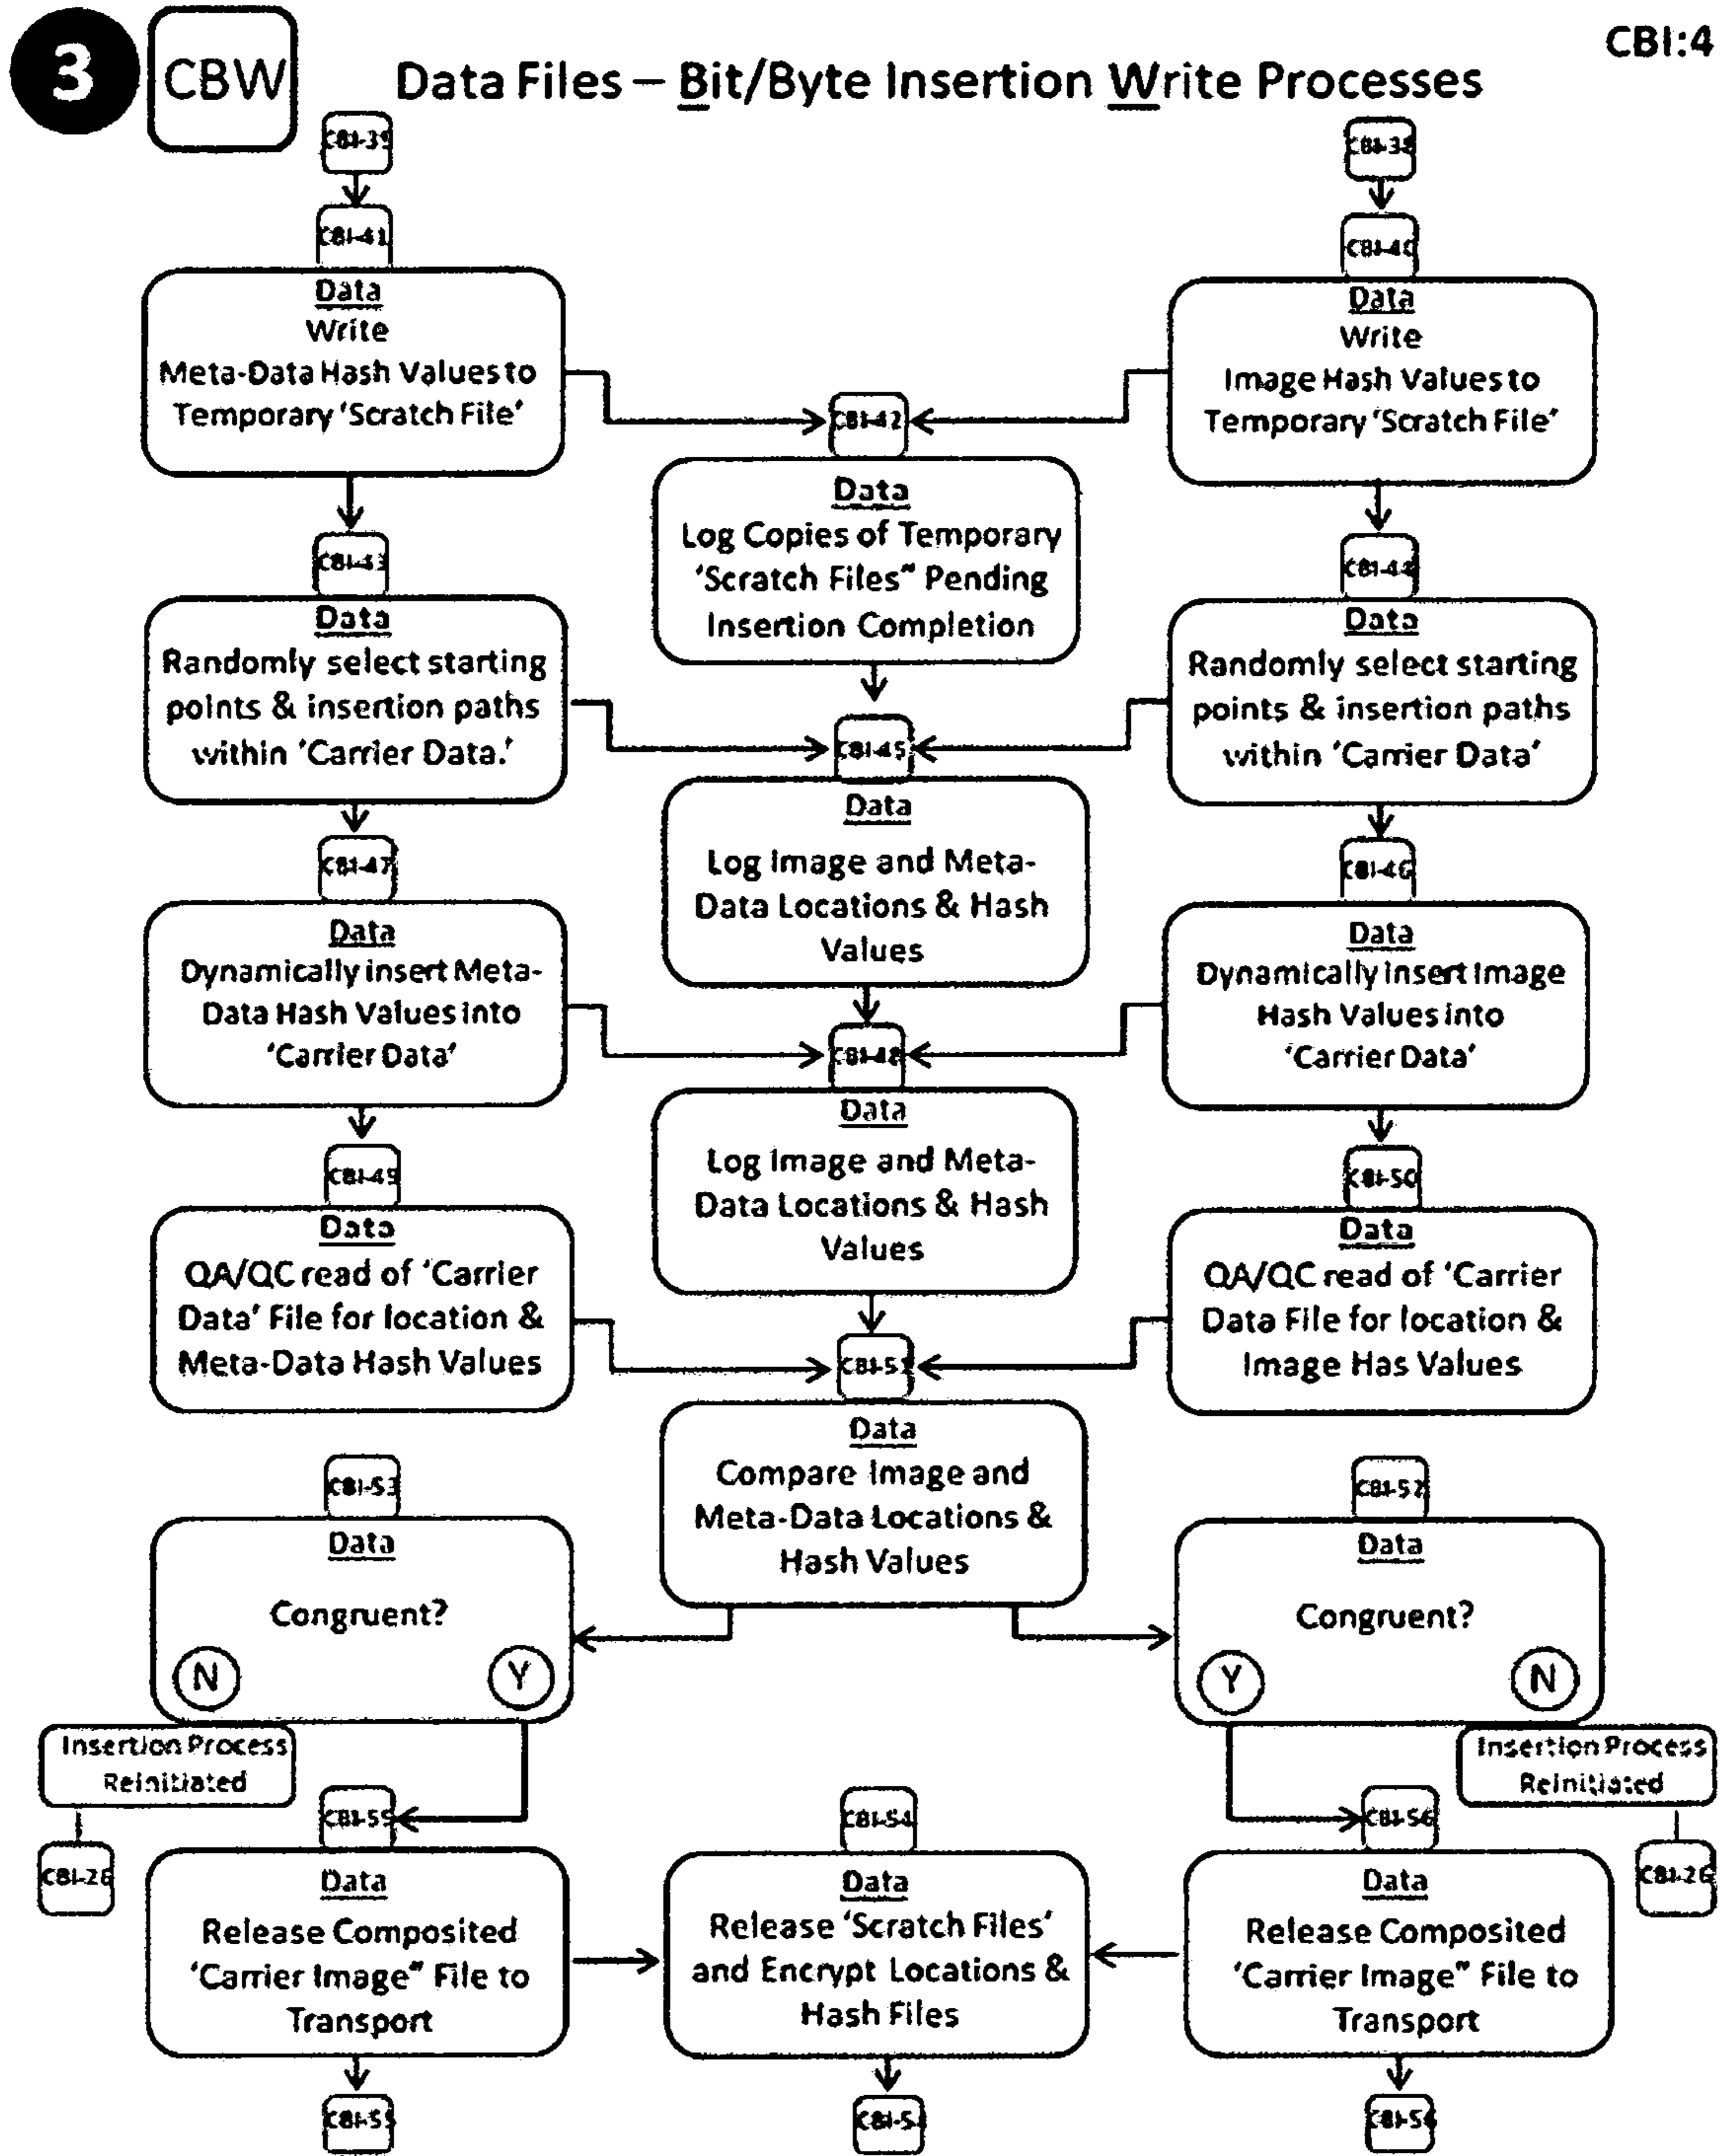 3
CBW
Data Files – Bit/Byte Insertion Write Processes
CBI:4
CBI-39
CBI-38
CBI-41
CBI-40
Data
Write
Meta-Data Hash Values to
Temporary ‘Scratch File’
Data
Write
Image Hash Values to
Temporary ‘Scratch File’
CBI-42
Data
Log Copies of Temporary
‘Scratch Files” Pending
Insertion Completion
CBI-43
CBI-44
Data
Randomly select starting
points & insertion paths
within ‘Carrier Data.’
Data
Randomly select starting
points & insertion paths
within ‘Carrier Data’
CBI-45
Data
Log Image and Meta-
Data Locations & Hash
Values
CBI-47
CBI-46
Data
Dynamically insert Meta-
Data Hash Values into
‘Carrier Data’
Data
Dynamically insert Image
Hash Values into
‘Carrier Data’
CBI-48
Data
Log Image and Meta-
Data Locations & Hash
Values
CBI-49
CBI-50
Data
QA/QC read of ‘Carrier
Data’ File for location &
Meta-Data Hash Values
Data
QA/QC read of ‘Carrier
Data File for location &
Image Has Values
CBI-51
Data
Compare Image and
Meta-Data Locations &
Hash Values
CBI-53
CBI-52
Data
Congruent?
N
Y
Data
Congruent?
Y
N
Insertion Process
Reinitiated
Insertion Process
Reinitiated
CBI-55
CBI-54
CBI-56
CBI-26
CBI-26
Data
Release Composited
‘Carrier Image” File to
Transport
Data
Release ‘Scratch Files’
and Encrypt Locations &
Hash Files
Data
Release Composited
‘Carrier Image” File to
Transport
CBI-55
CBI-56